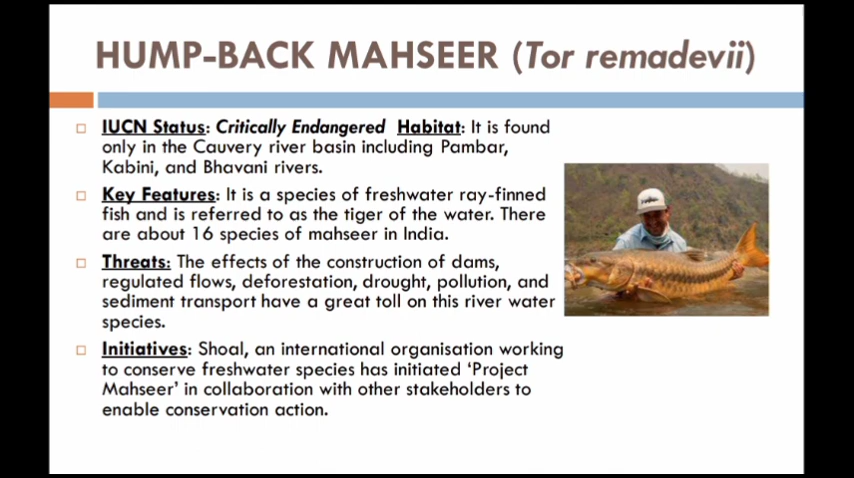 HUMP-BACK MAHSEER (Tor remadevii)
IUCN Status: Critically Endangered Habitat: It is found
only in the Cauvery river basin including Pambar,
Kabini, and Bhavani rivers.
Key Features: It is a species of freshwater ray-finned
fish and is referred to as the tiger of the water. There
are about 16 species of mahseer in India.
Threats: The effects of the construction of dams,
regulated flows, deforestation, drought, pollution, and
sediment transport have a great toll on this river water
species.
Initiatives: Shoal, an international organisation working
to conserve freshwater species has initiated ‘Project
Mahseer’ in collaboration with other stakeholders to
enable conservation action.